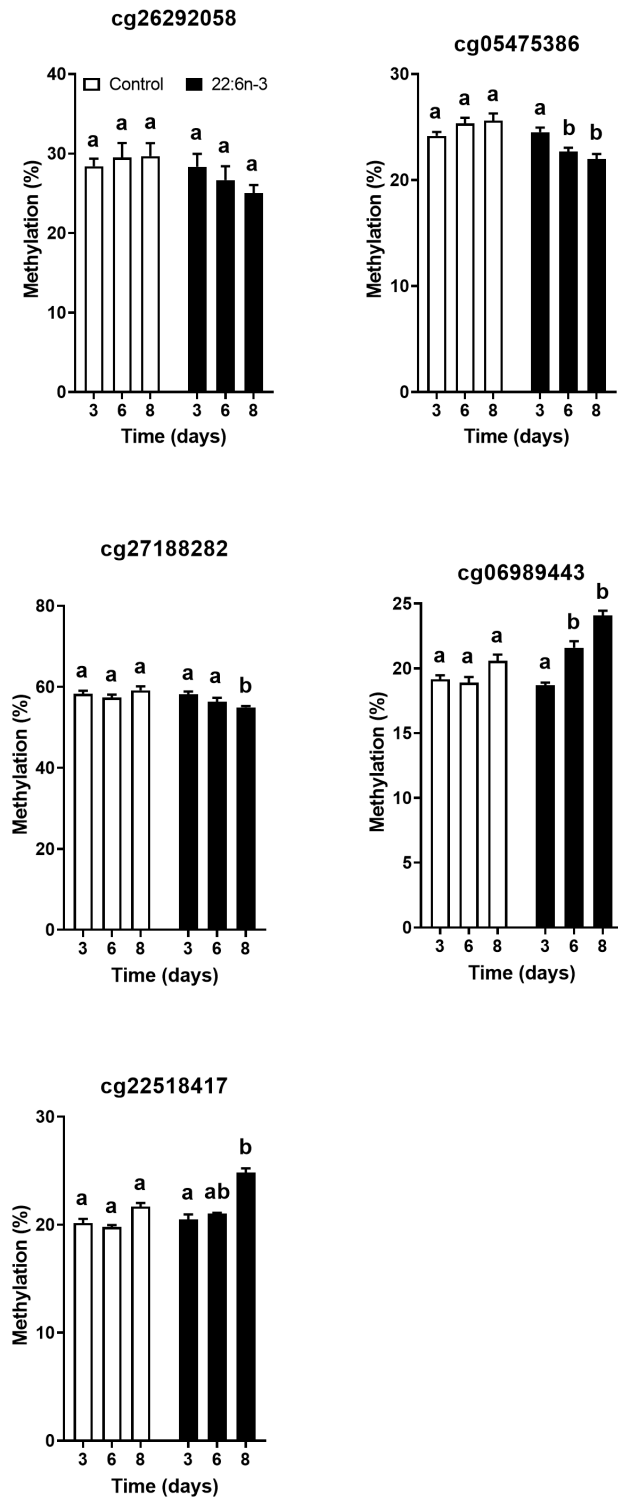 cg26292058
Control 22:6n-3
a a a a a a
40
30
20
10
0
Methylation (%)
3 6 8 3 6 8
Time (days)
cg05475386
a a a a b b
30
20
10
0
Methylation (%)
3 6 8 3 6 8
Time (days)
cg27188282
a a a a a b
80
60
40
20
0
Methylation (%)
3 6 8 3 6 8
Time (days)
cg06989443
a a a a b b
25
20
15
10
5
0
Methylation (%)
3 6 8 3 6 8
Time (days)
cg22518417
a a a a ab b
30
20
10
0
Methylation (%)
3 6 8 3 6 8
Time (days)